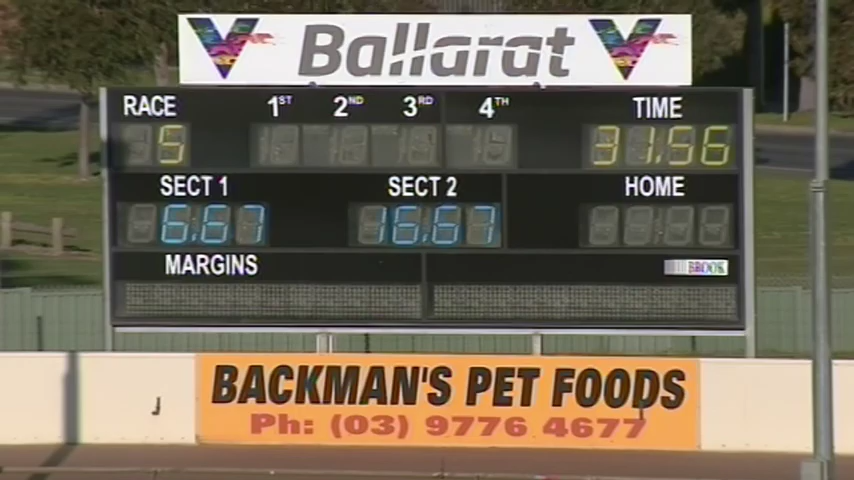 Ballarat
RACE 1ST 2ND 3RD 4TH TIME
5 31.56
SECT 1 SECT 2 HOME
6.67 16.67
MARGINS BROOK
BACKMAN'S PET FOODS
Ph: (03) 9776 4677